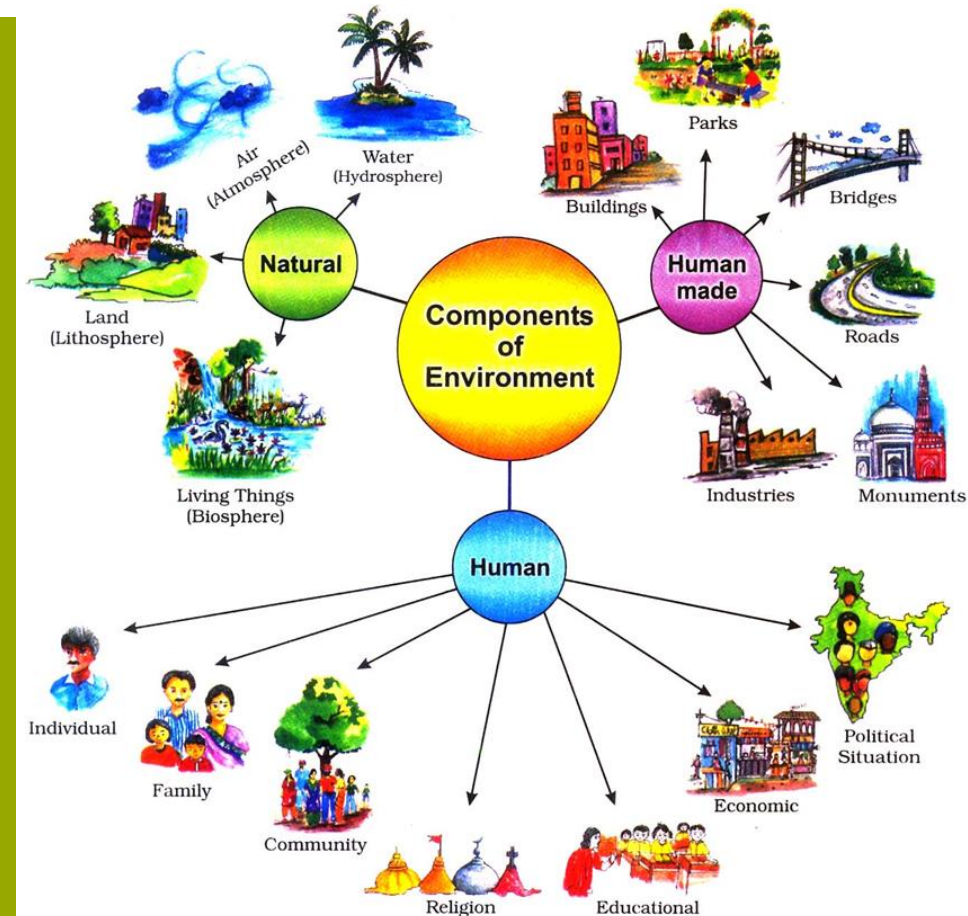 Components
of
Environment
Natural
Air
(Atmosphere)
Water
(Hydrosphere)
Land
(Lithosphere)
Living Things
(Biosphere)
Human
made
Buildings
Parks
Bridges
Roads
Monuments
Industries
Human
Individual
Family
Community
Religion
Educational
Economic
Political
Situation